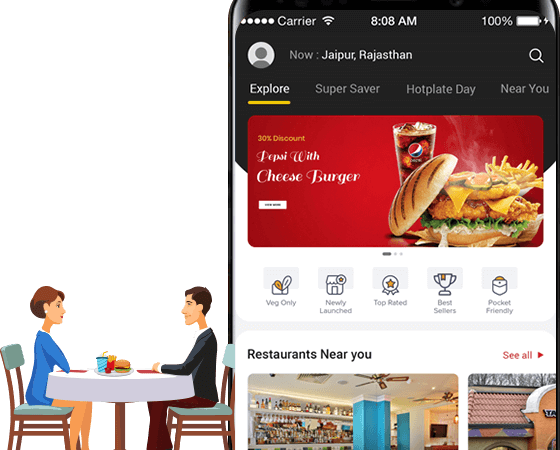 Carrier 8:08 AM 100%
Now : Jaipur, Rajasthan
Explore Super Saver Hotplate Day Near You
30% Discount
Pepsi With
Cheese Burger
VIEW MORE
pepsi
Veg Only
Newly
Launched
Top Rated
Best
Sellers
Pocket
Friendly
Restaurants Near you
See all
TA